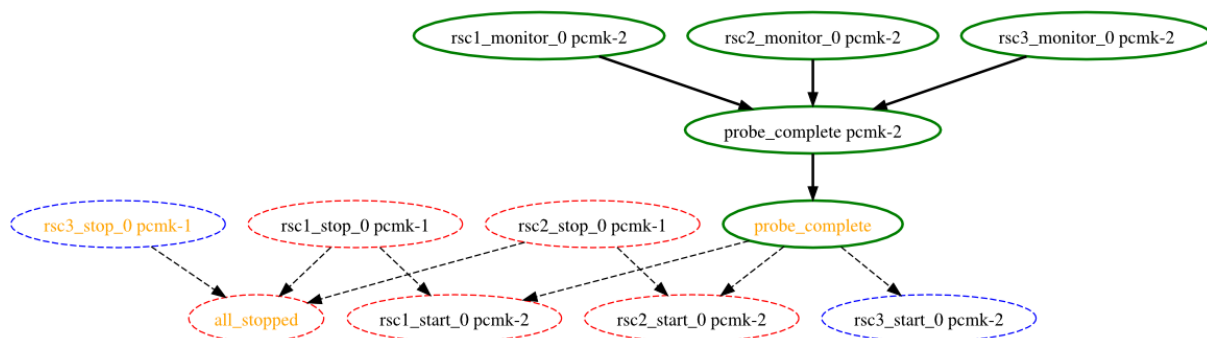 rsc1_monitor_0 pcmk-2
rsc2_monitor_0 pcmk-2
rsc3_monitor_0 pcmk-2
probe_complete pcmk-2
rsc3_stop_0 pcmk-1
rsc1_stop_0 pcmk-1
rsc2_stop_0 pcmk-1
probe_complete
all_stopped
rsc1_start_0 pcmk-2
rsc2_start_0 pcmk-2
rsc3_start_0 pcmk-2